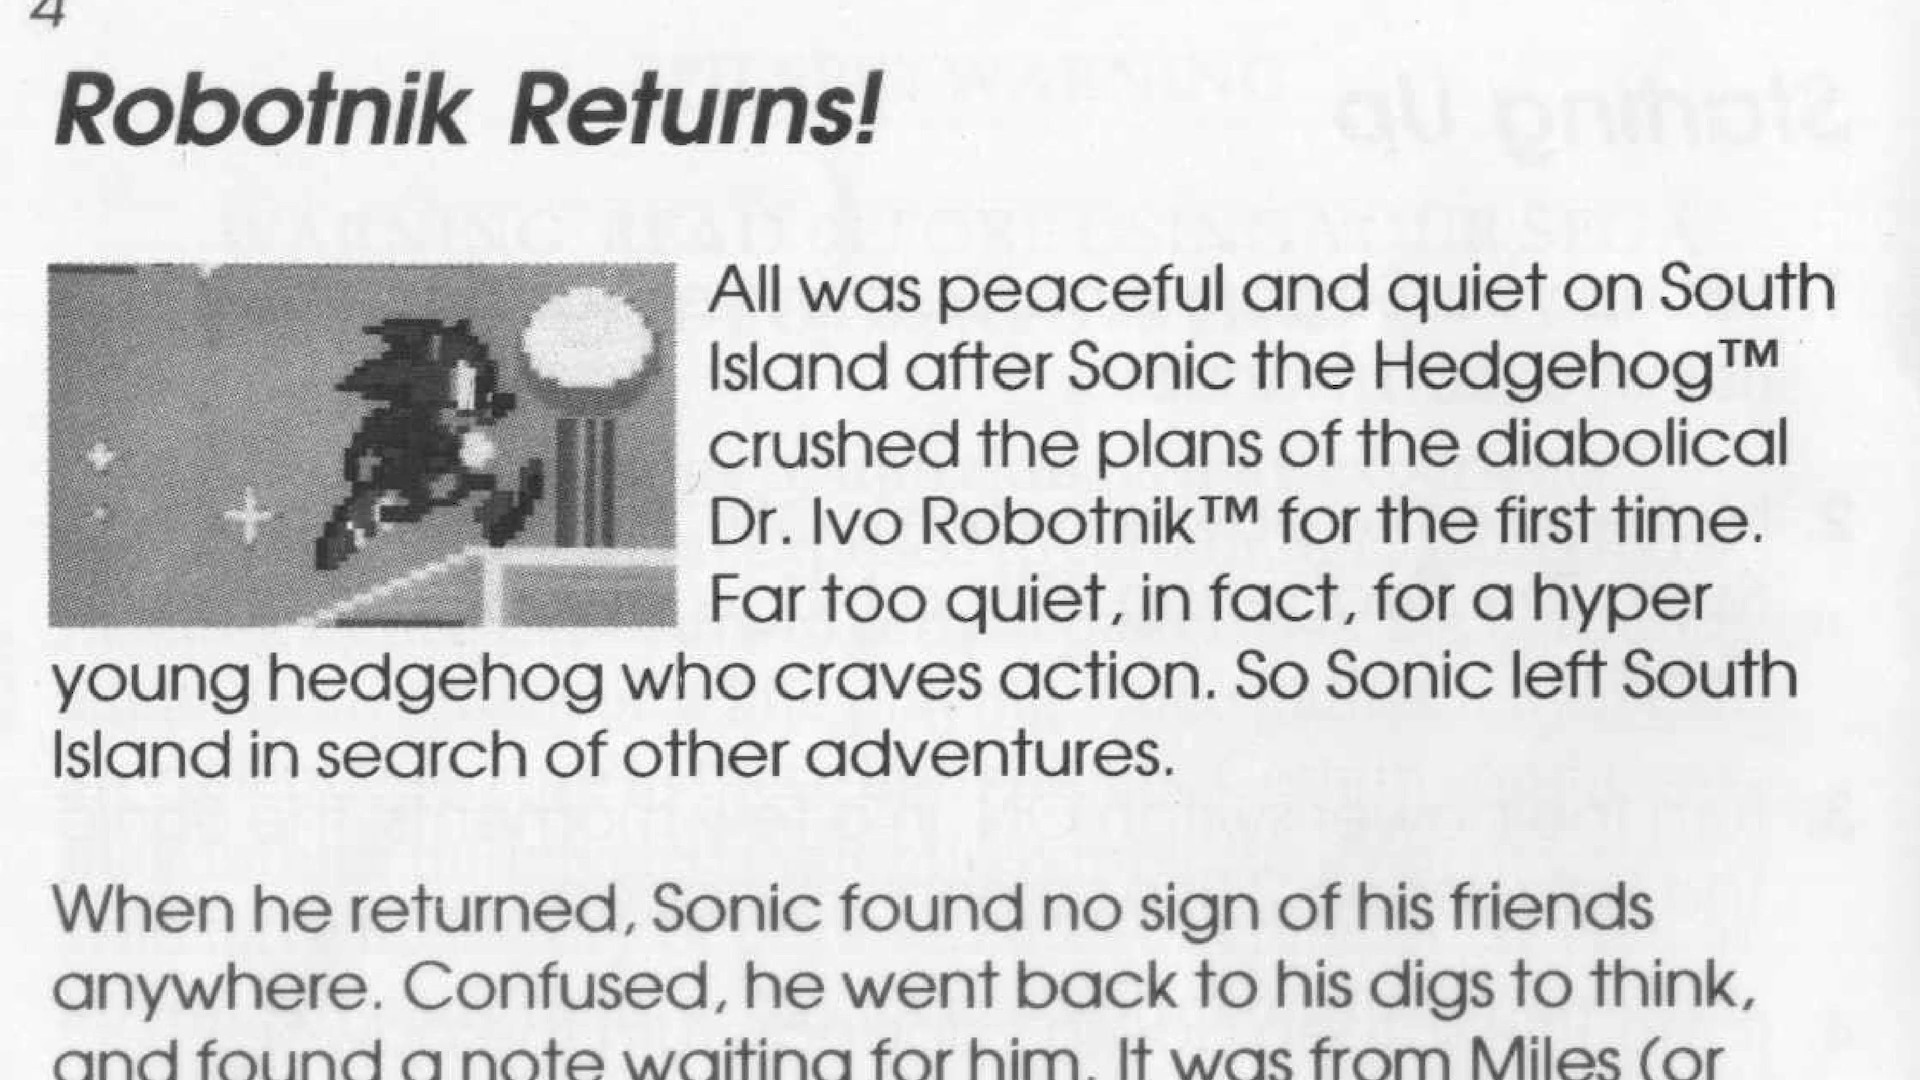 4
Robotnik Returns!
All was peaceful and quiet on South
Island after Sonic the Hedgehog™
crushed the plans of the diabolical
Dr. Ivo Robotnik™ for the first time.
Far too quiet, in fact, for a hyper
young hedgehog who craves action. So Sonic left South
Island in search of other adventures.
When he returned, Sonic found no sign of his friends
anywhere. Confused, he went back to his digs to think,
and found a note waiting for him. It was from Miles (or
Starting Up